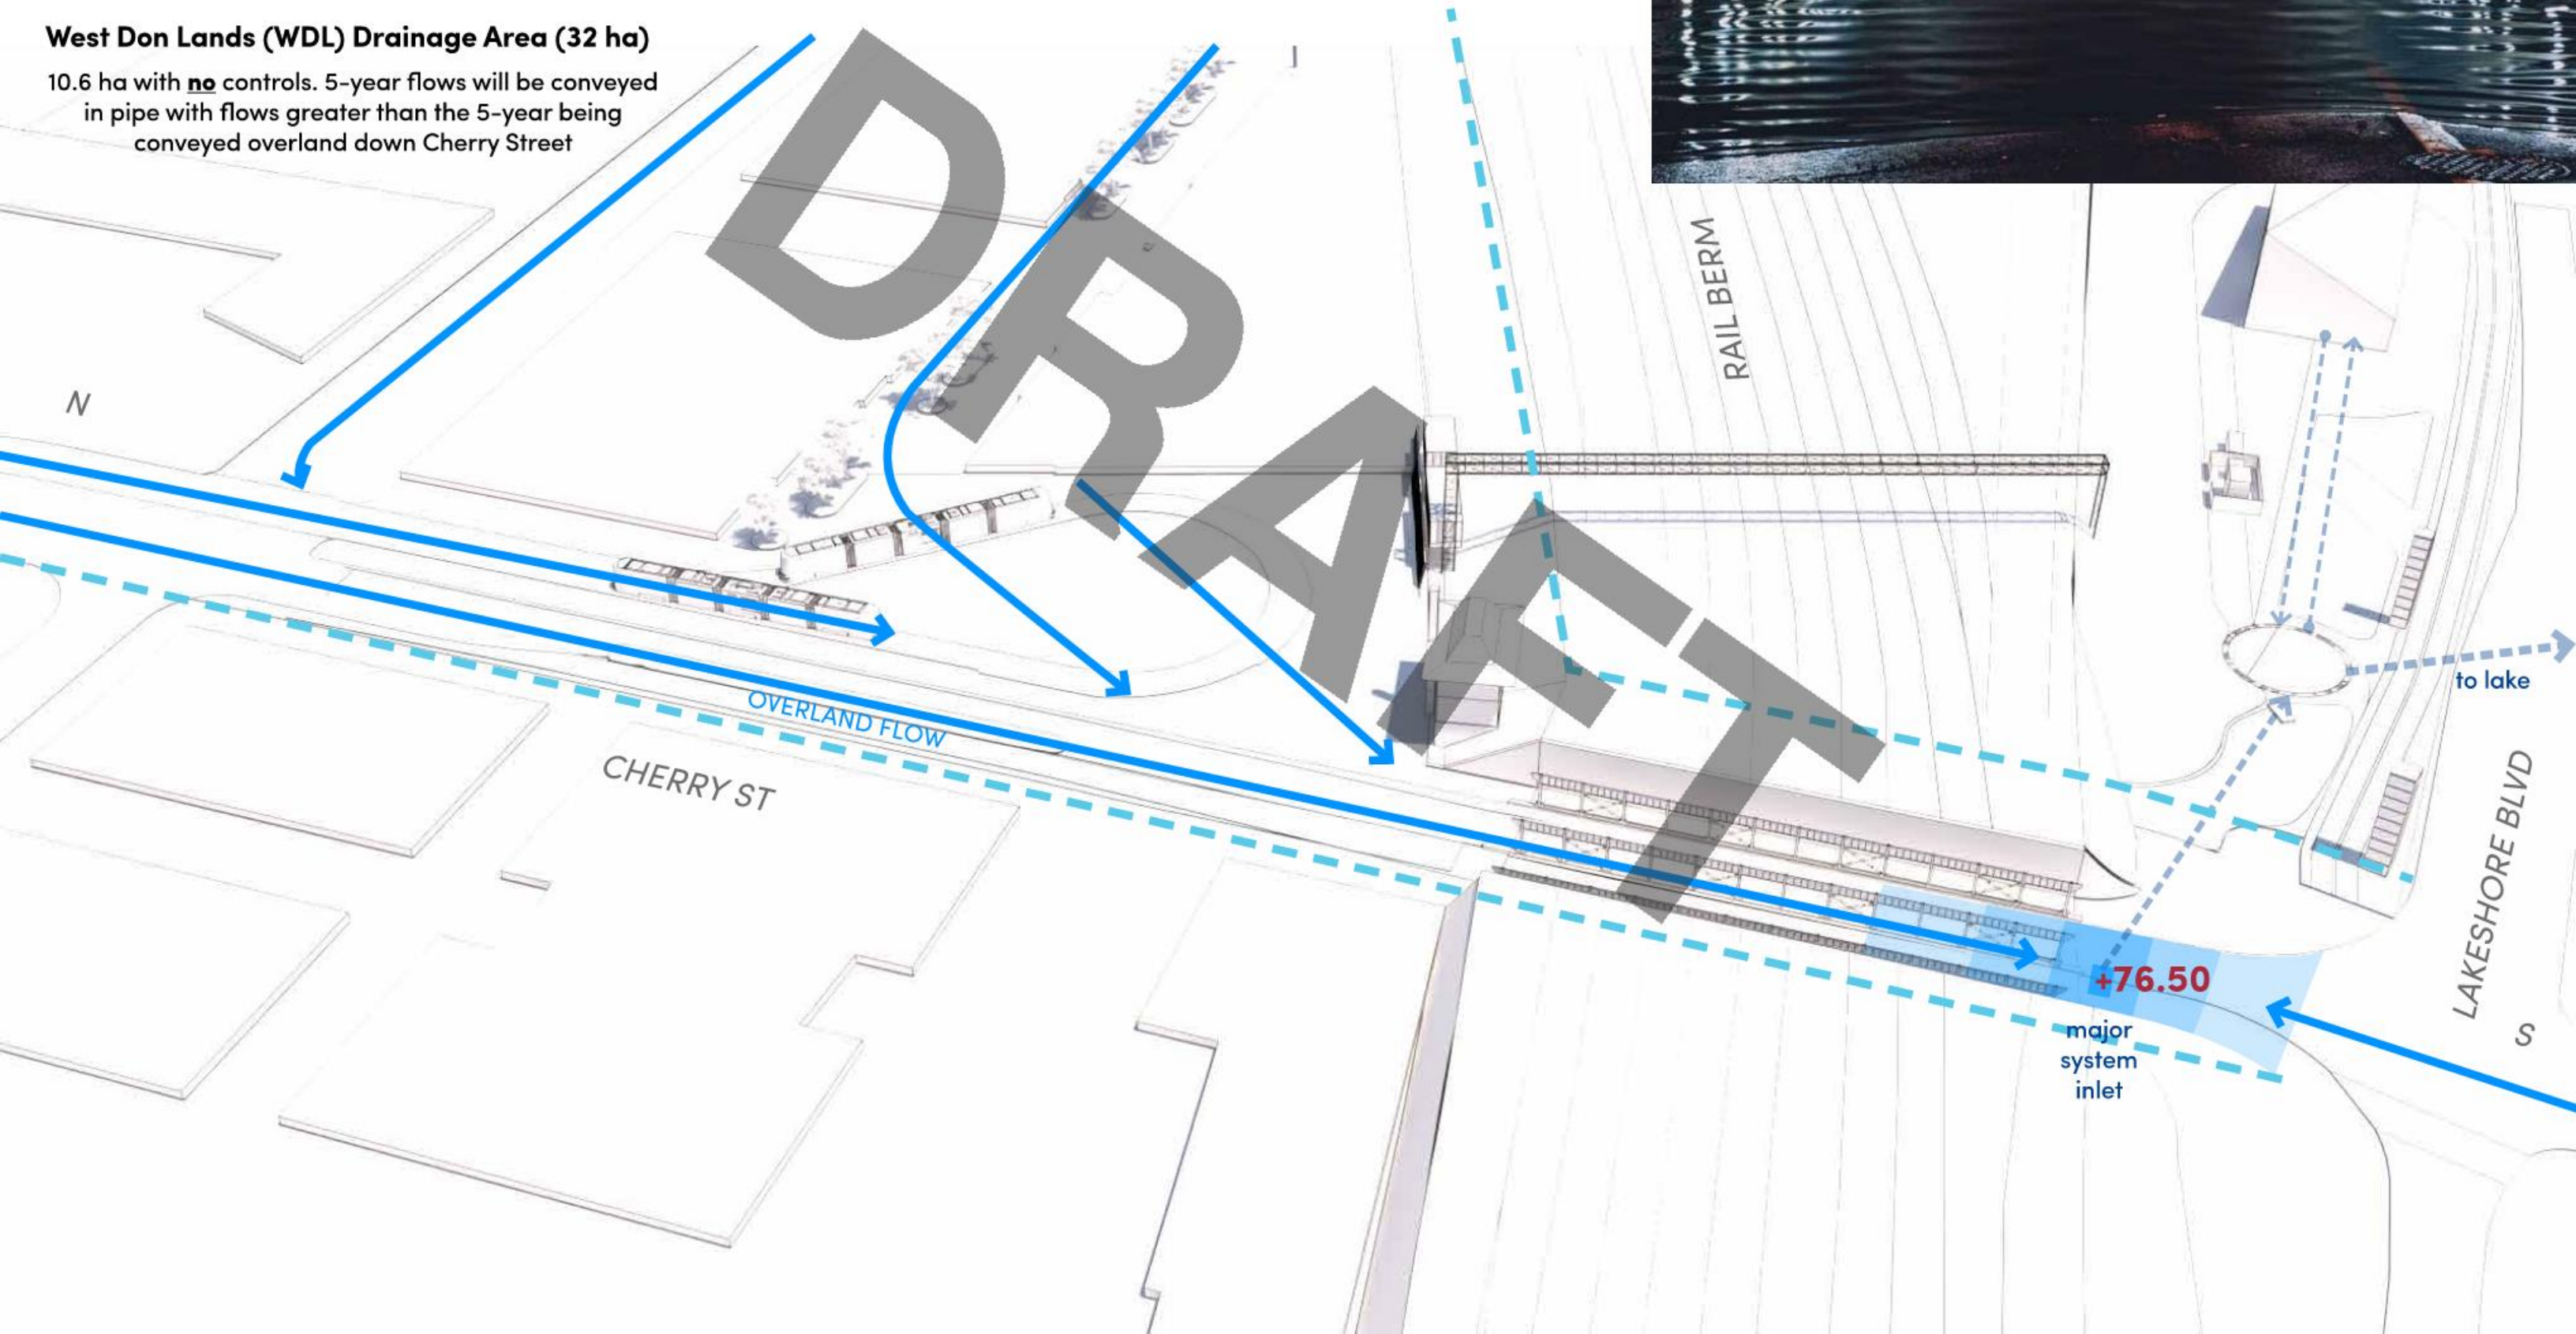 West Don Lands (WDL) Drainage Area (32 ha)
10.6 ha with no controls. 5-year flows will be conveyed
in pipe with flows greater than the 5-year being
conveyed overland down Cherry Street
DRAFT
RAIL BERM
N
OVERLAND FLOW
CHERRY ST
to lake
LAKESHORE BLVD
+76.50
major
system
inlet
S